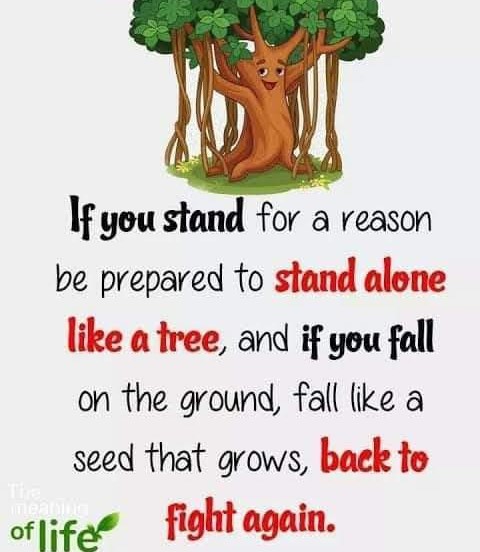 If you stand for a reason
be prepared to stand alone
like a tree, and if you fall
on the ground, fall like a
seed that grows, back to
fight again.
The
meaning
of life